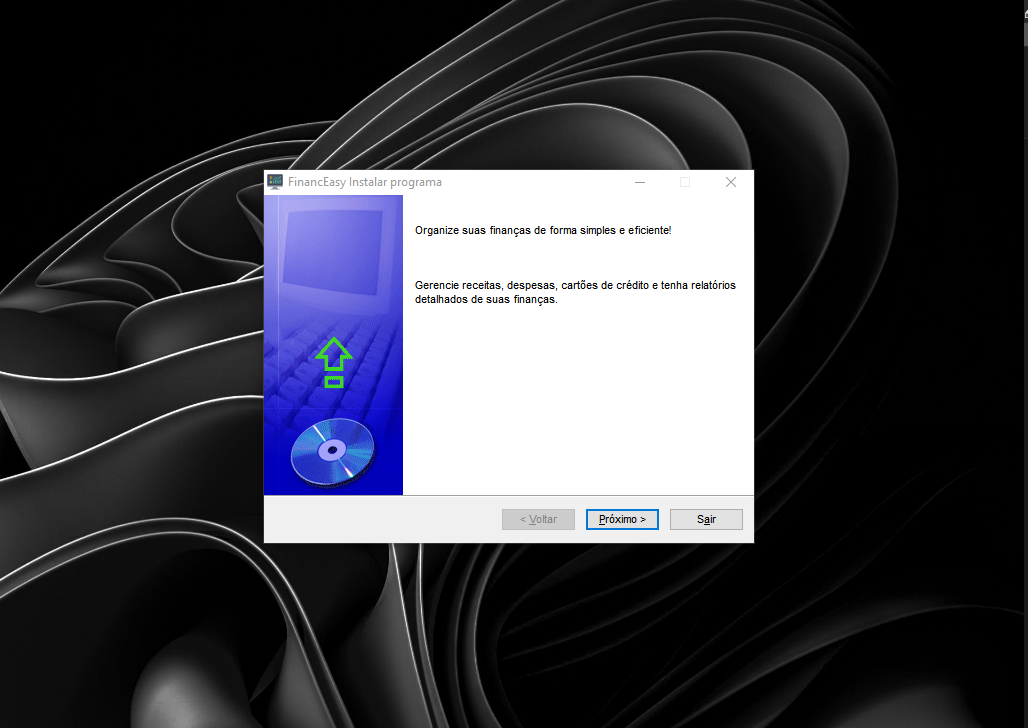 FinancEasy Instalar programa
Organize suas finanças de forma simples e eficiente!
Gerencie receitas, despesas, cartões de crédito e tenha relatórios
detalhados de suas finanças.
< Voltar
Próximo >
Sair